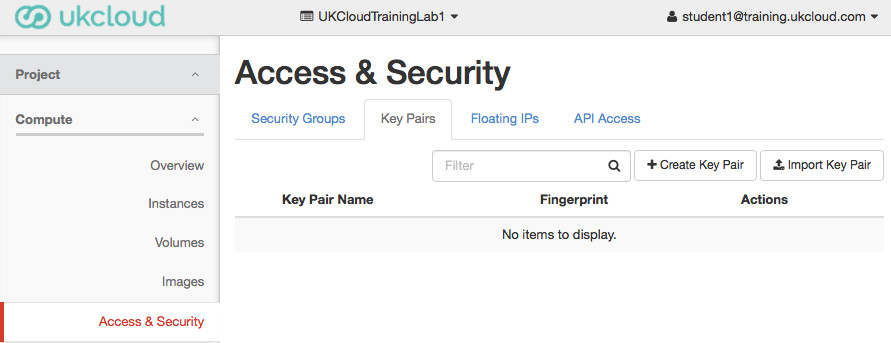 ukcloud
UKCloudTrainingLab1
student1@training.ukcloud.com
Project
Compute
Overview
Instances
Volumes
Images
Access & Security
Access & Security
Security Groups
Key Pairs
Floating IPs
API Access
Filter
Create Key Pair
Import Key Pair
Key Pair Name Fingerprint Actions
No items to display.